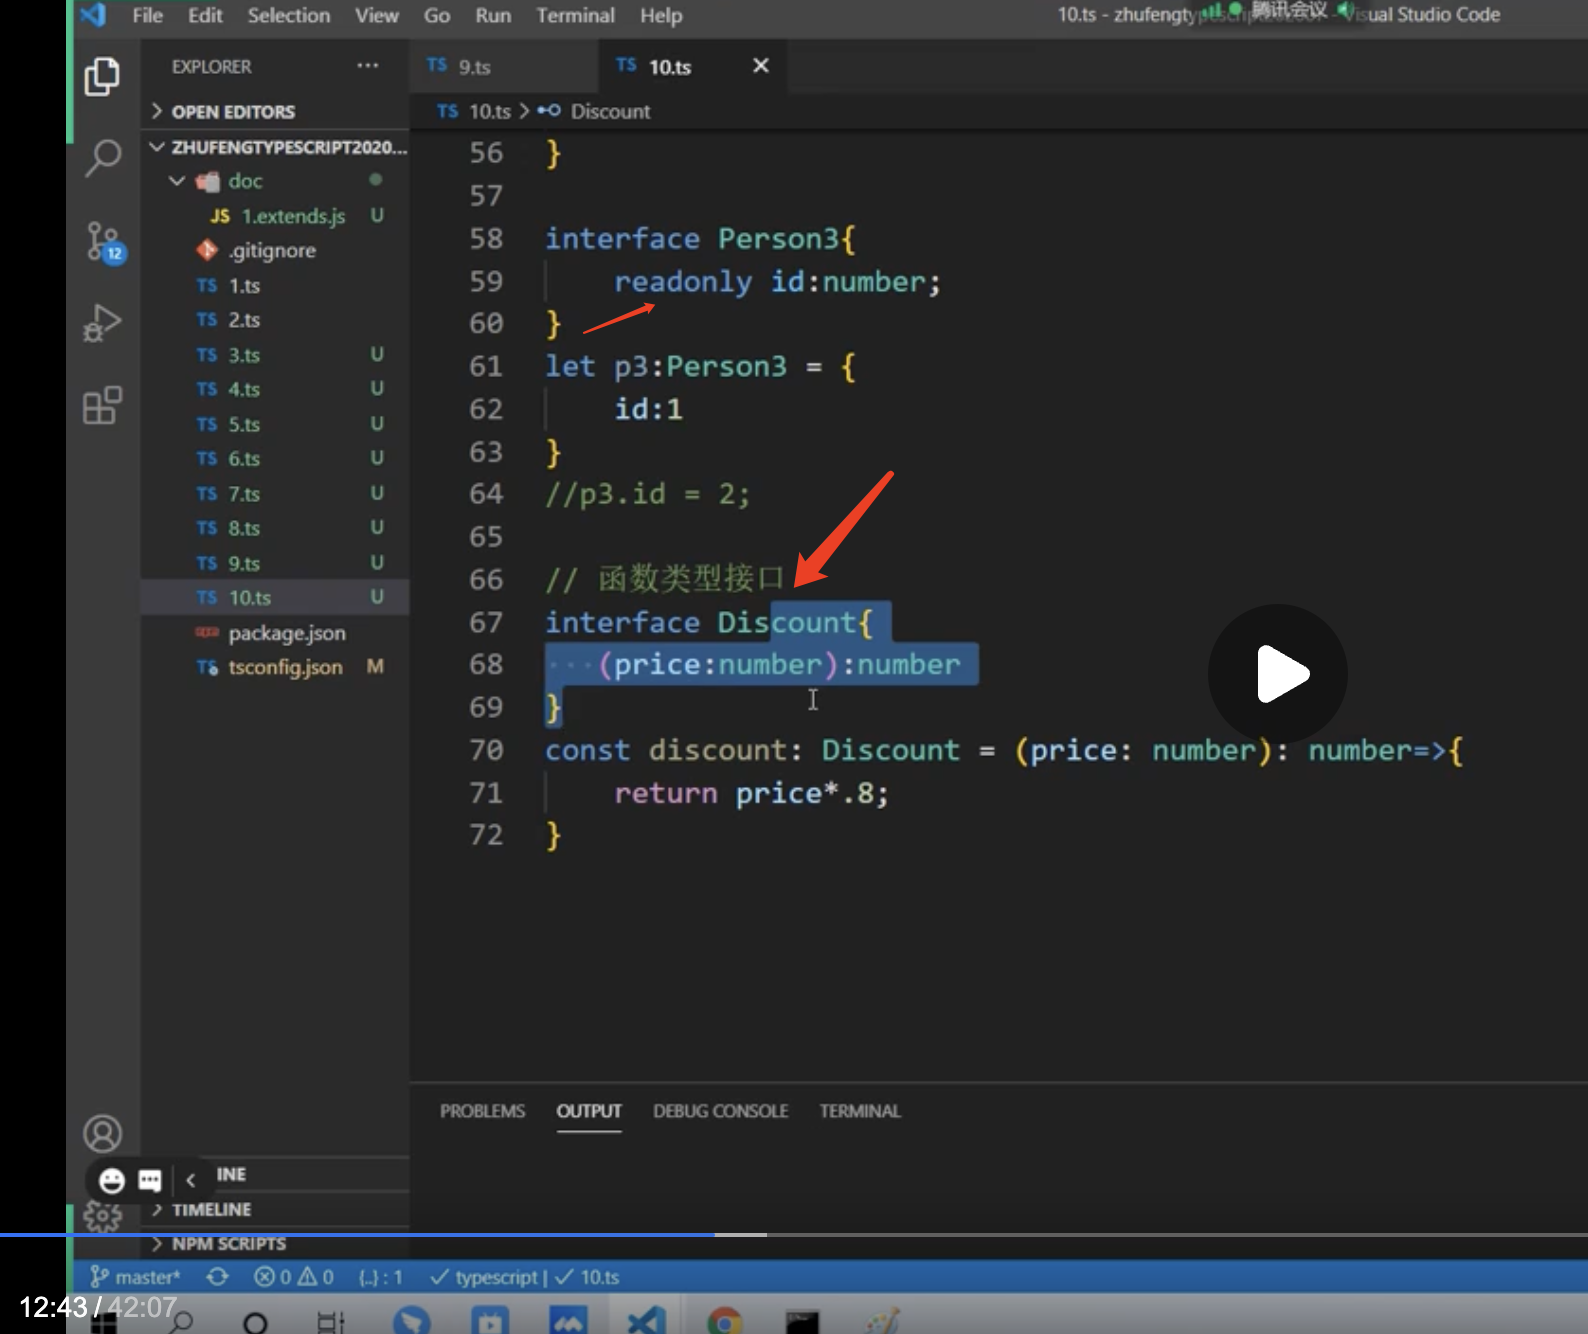 File Edit Selection View Go Run Terminal Help
10.ts - zhufengty
腾讯会议
sual Studio Code
EXPLORER ···
TS 9.ts
TS 10.ts ×
OPEN EDITORS
TS 10.ts > Discount
ZHUFENGTYPESCRIPT2020...
doc
JS 1.extends.js U
.gitignore
TS 1.ts
TS 2.ts
TS 3.ts U
TS 4.ts U
TS 5.ts U
TS 6.ts U
TS 7.ts U
TS 8.ts U
TS 9.ts U
TS 10.ts U
package.json
tsconfig.json M
12
56 }
57
58 interface Person3{
59 readonly id:number;
60 }
61 let p3:Person3 = {
62 id:1
63 }
64 //p3.id = 2;
65
66 // 函数类型接口
67 interface Discount{
68 (price:number):number
69 }
70 const discount: Discount = (price: number): number=>{
71 return price*.8;
72 }
PROBLEMS OUTPUT DEBUG CONSOLE TERMINAL
INE
TIMELINE
NPM SCRIPTS
master* 0 0 {..} : 1 ✓ typescript | ✓ 10.ts
12:43 / 42:07